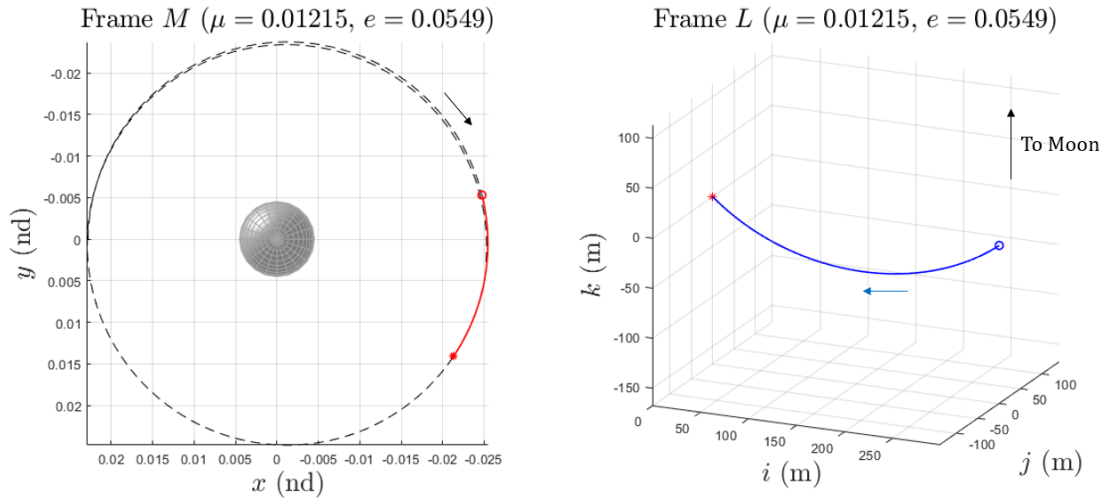 Frame M (μ = 0.01215, e = 0.0549)
-0.02
-0.015
-0.01
-0.005
0
0.005
0.01
0.015
0.02
y (nd)
0.02 0.015 0.01 0.005 0 -0.005 -0.01 -0.015 -0.02 -0.025
x (nd)
Frame L (μ = 0.01215, e = 0.0549)
To Moon
100
50
0
-50
-100
-150
k (m)
0 50 100 150 200 250
i (m)
-100 -50 0 50 100
j (m)